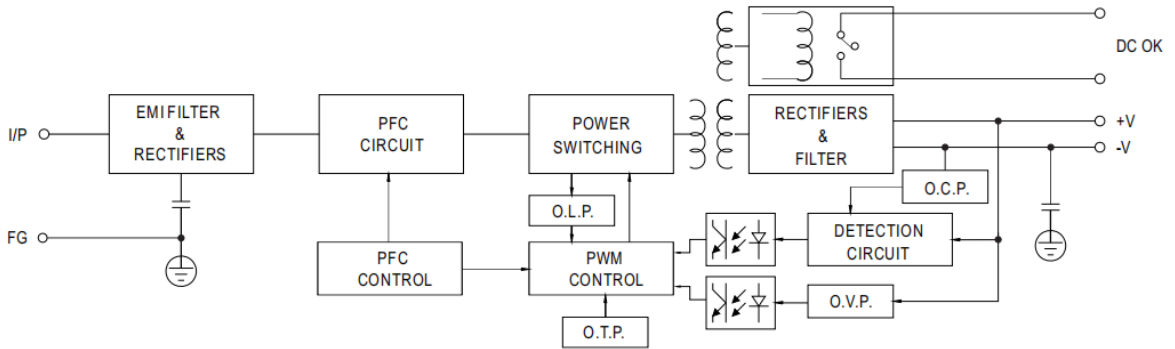 DC OK
I/P
EMI FILTER
&
RECTIFIERS
PFC
CIRCUIT
POWER
SWITCHING
RECTIFIERS
&
FILTER
+V
-V
O.L.P.
O.C.P.
FG
PFC
CONTROL
PWM
CONTROL
DETECTION
CIRCUIT
O.V.P.
O.T.P.